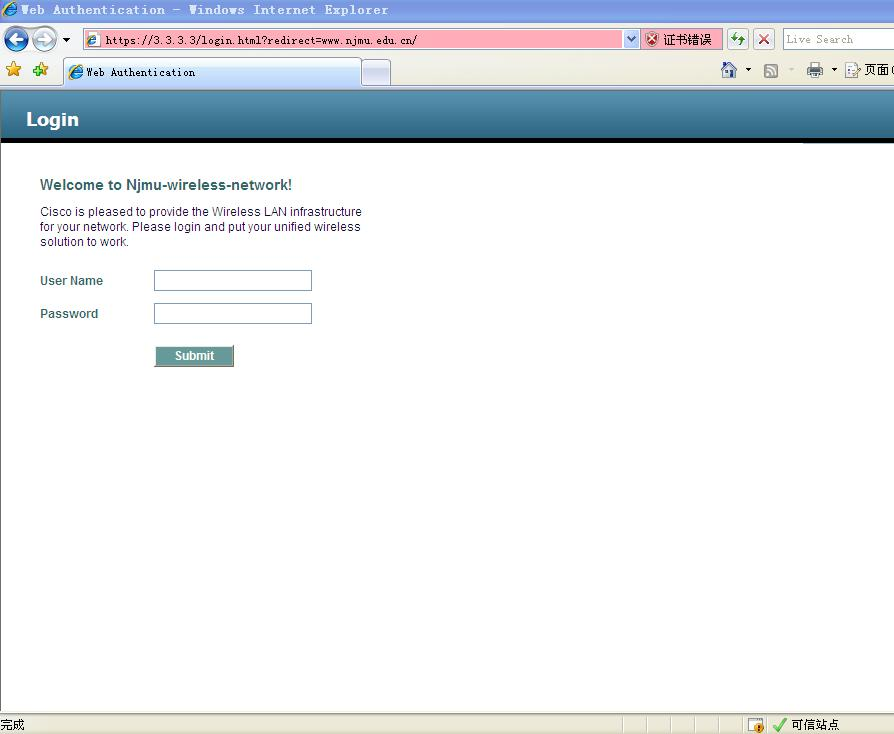 Web Authentication - Windows Internet Explorer
https://3.3.3.3/login.html?redirect=www.njmu.edu.cn/
证书错误
Live Search
Web Authentication
页面
Login
Welcome to Njmu-wireless-network!
Cisco is pleased to provide the Wireless LAN infrastructure
for your network. Please login and put your unified wireless
solution to work.
User Name
Password
Submit
完成
可信站点